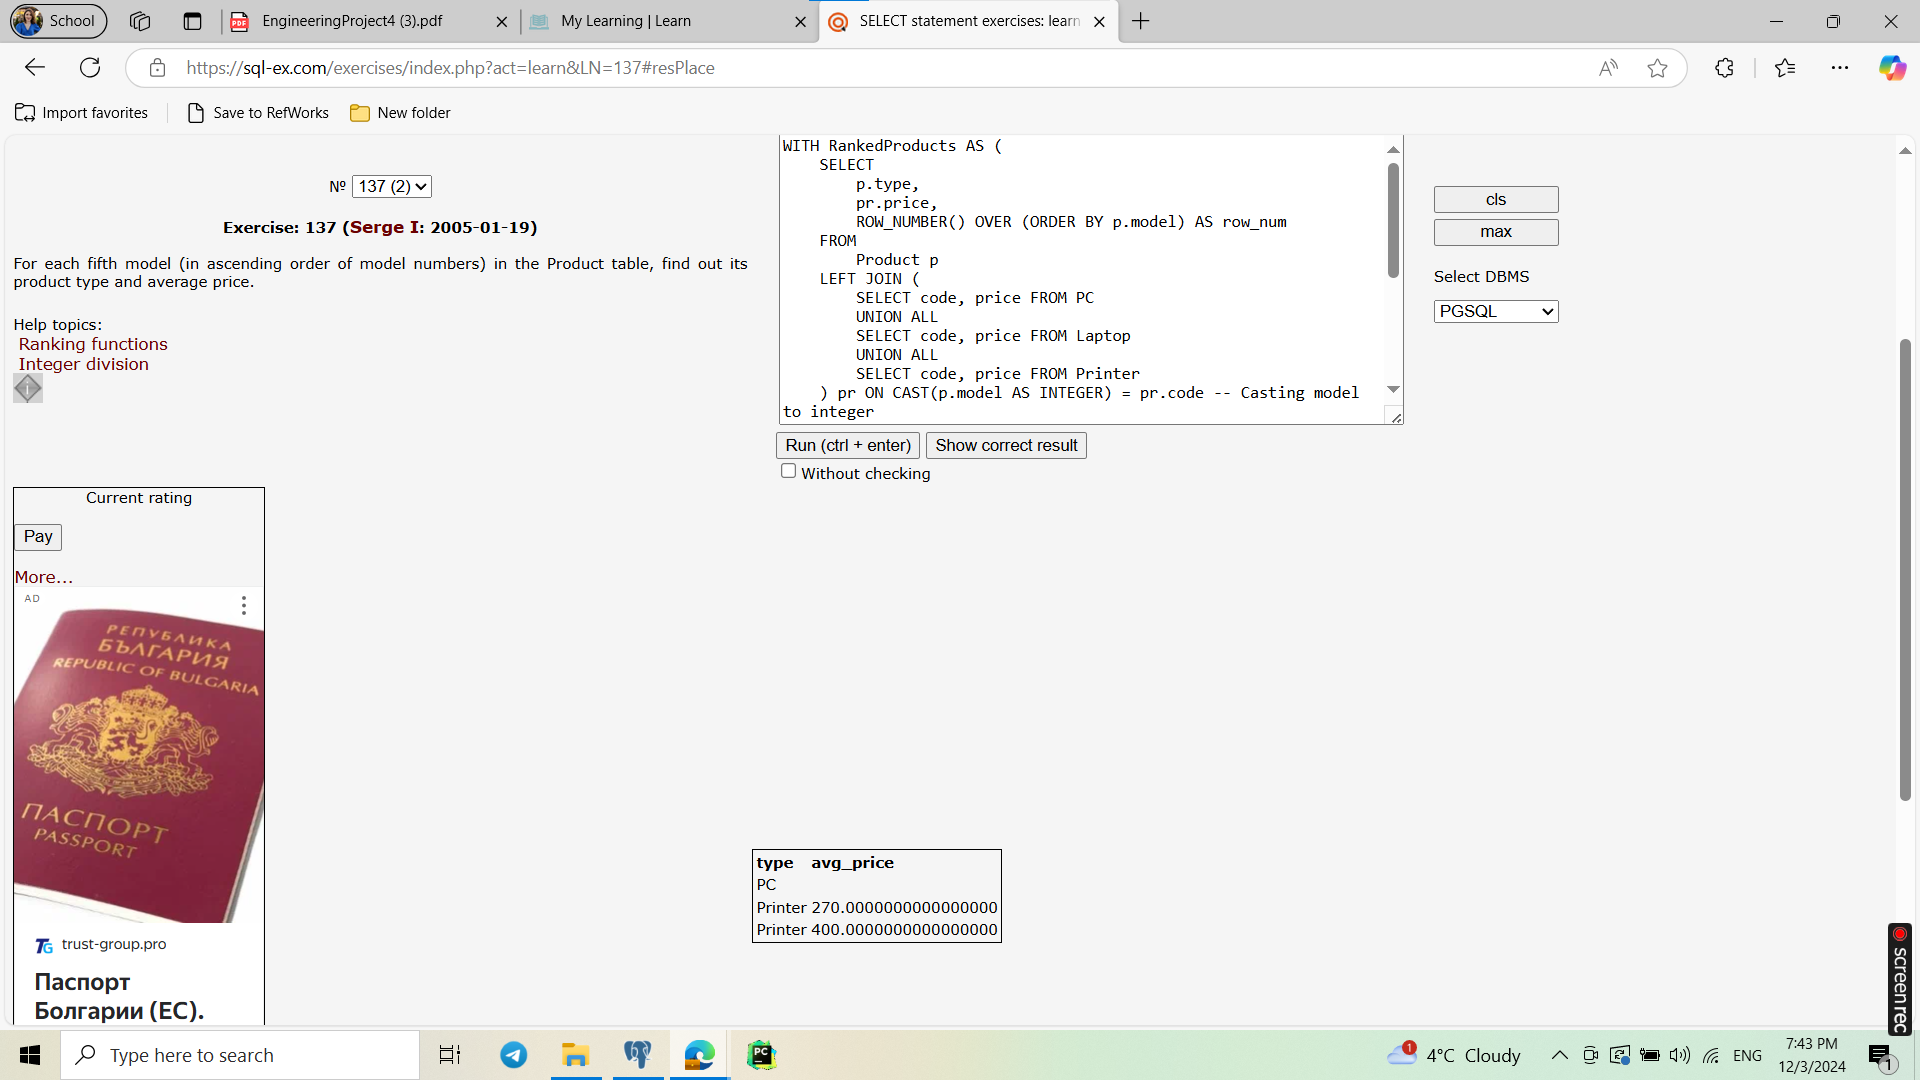 School
EngineeringProject4 (3).pdf
My Learning | Learn
SELECT statement exercises: learn
https://sql-ex.com/exercises/index.php?act=learn&LN=137#resPlace
Import favorites
Save to RefWorks
New folder
Nº 137 (2)
Exercise: 137 (Serge I: 2005-01-19)
For each fifth model (in ascending order of model numbers) in the Product table, find out its
product type and average price.
Help topics:
Ranking functions
Integer division
WITH RankedProducts AS (
SELECT
p.type,
pr.price,
ROW_NUMBER() OVER (ORDER BY p.model) AS row_num
FROM
Product p
LEFT JOIN (
SELECT code, price FROM PC
UNION ALL
SELECT code, price FROM Laptop
UNION ALL
SELECT code, price FROM Printer
) pr ON CAST(p.model AS INTEGER) = pr.code -- Casting model
to integer
cls
max
Select DBMS
PGSQL
Run (ctrl + enter)
Show correct result
Without checking
Current rating
Pay
More...
AD
РЕПУБЛИКА
БЪЛГАРИЯ
REPUBLIC OF BULGARIA
ПАСПОРТ
PASSPORT
TG trust-group.pro
Паспорт
Болгарии (ЕС).
type avg_price
PC
Printer 270.0000000000000000
Printer 400.0000000000000000
screenrec
Type here to search
PC
1
4°C Cloudy
ENG
7:43 PM
12/3/2024
1